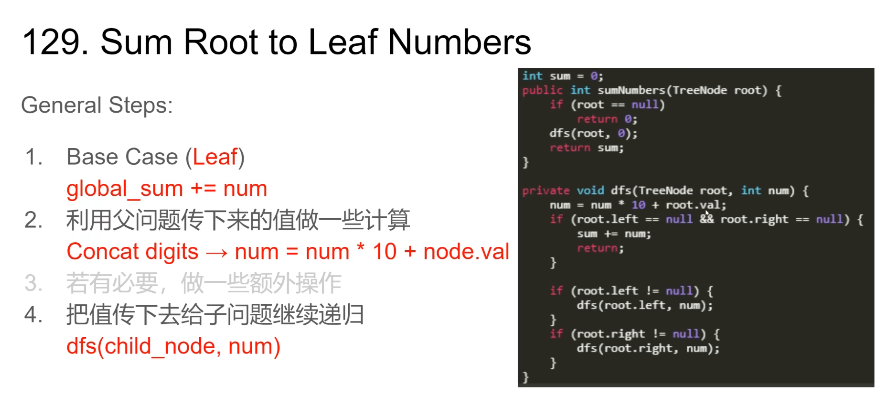 129. Sum Root to Leaf Numbers
General Steps:
1. Base Case (Leaf)
global_sum += num
2. 利用父问题传下来的值做一些计算
Concat digits → num = num * 10 + node.val
3. 若有必要，做一些额外操作
4. 把值传下去给子问题继续递归
dfs(child_node, num)
int sum = 0;
public int sumNumbers(TreeNode root) {
    if (root == null)
        return 0;
    dfs(root, 0);
    return sum;
}
private void dfs(TreeNode root, int num) {
    num = num * 10 + root.val;
    if (root.left == null && root.right == null) {
        sum += num;
        return;
    }
    if (root.left != null) {
        dfs(root.left, num);
    }
    if (root.right != null) {
        dfs(root.right, num);
    }
}